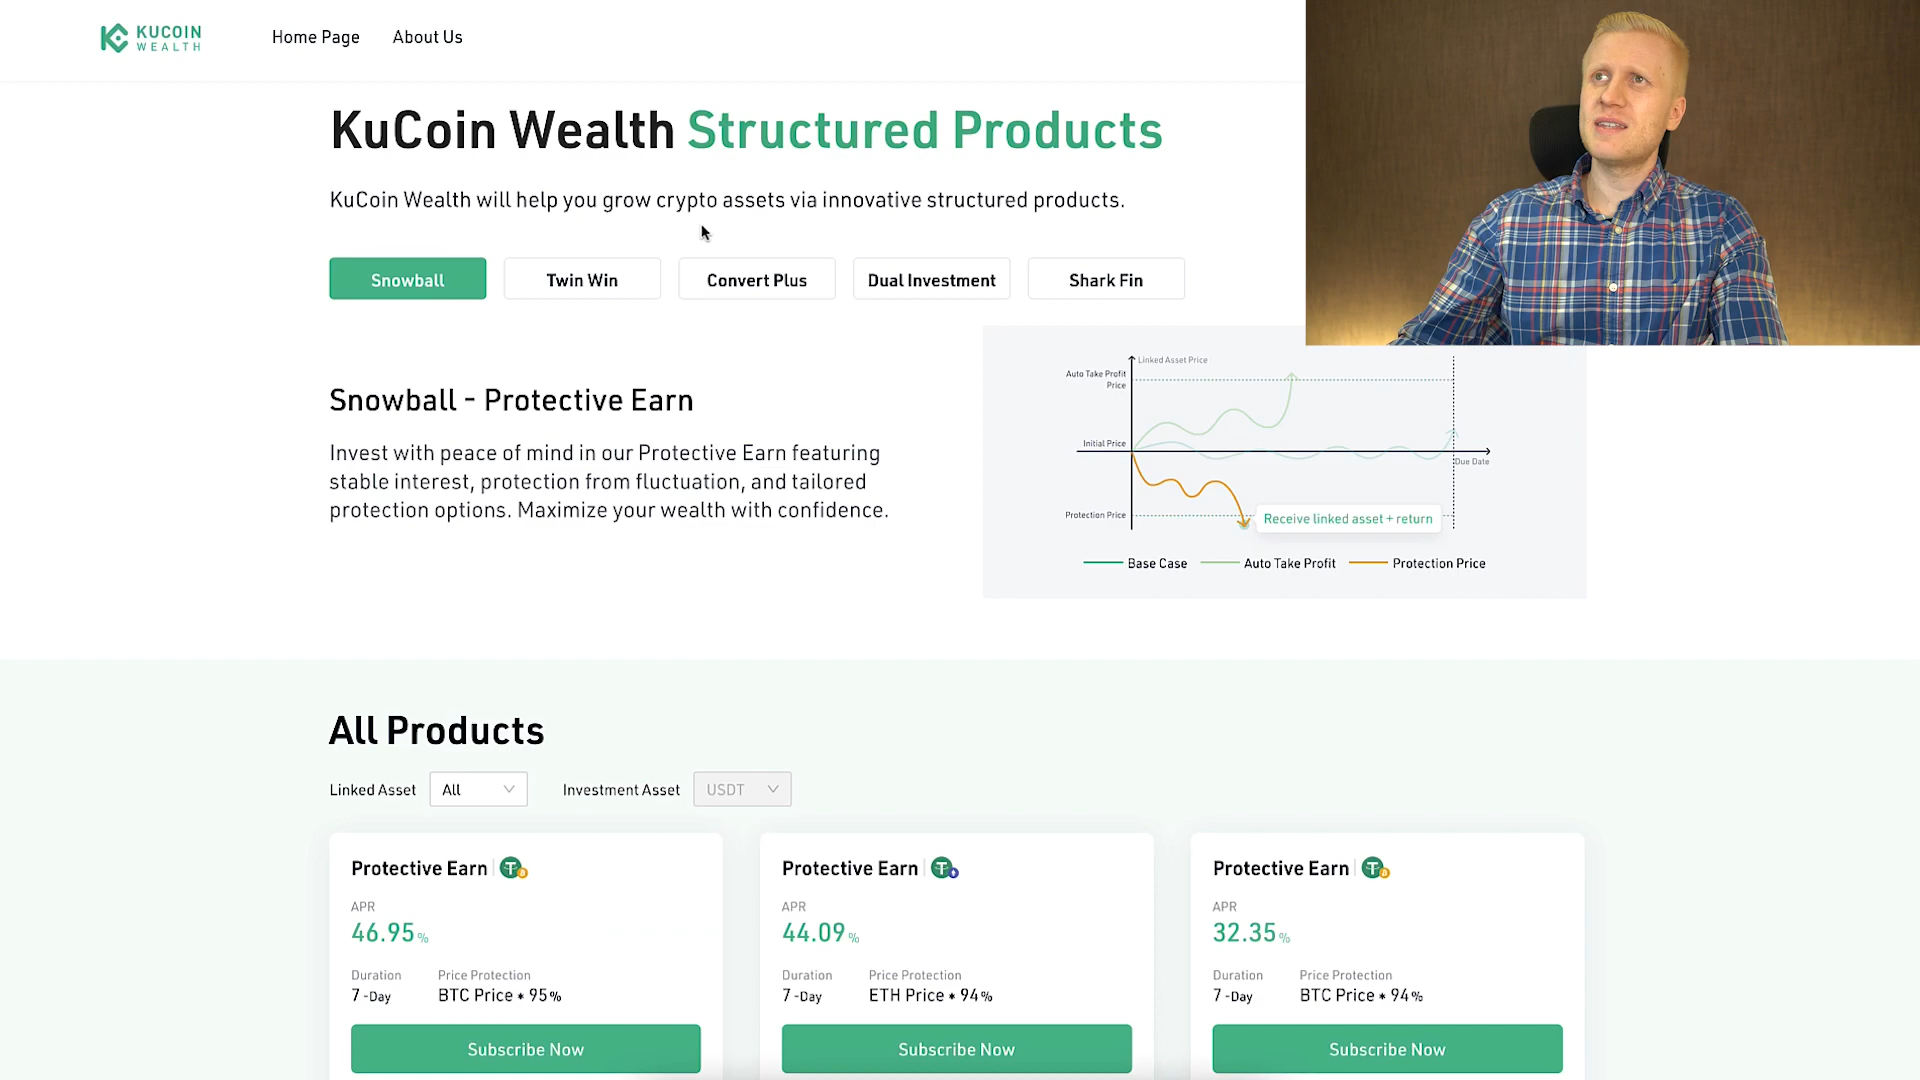 KUCOIN
WEALTH
Home Page
About Us
KuCoin Wealth Structured Products
KuCoin Wealth will help you grow crypto assets via innovative structured products.
Snowball
Twin Win
Convert Plus
Dual Investment
Shark Fin
Snowball - Protective Earn
Invest with peace of mind in our Protective Earn featuring
stable interest, protection from fluctuation, and tailored
protection options. Maximize your wealth with confidence.
Linked Asset Price
Auto Take Profit
Price
Initial Price
Due Date
Protection Price
Receive linked asset + return
Base Case
Auto Take Profit
Protection Price
All Products
Linked Asset
All
Investment Asset
USDT
Protective Earn
APR
46.95%
Duration
Price Protection
7 -Day
BTC Price * 95%
Subscribe Now
Protective Earn
APR
44.09%
Duration
Price Protection
7 -Day
ETH Price * 94%
Subscribe Now
Protective Earn
APR
32.35%
Duration
Price Protection
7 -Day
BTC Price * 94%
Subscribe Now